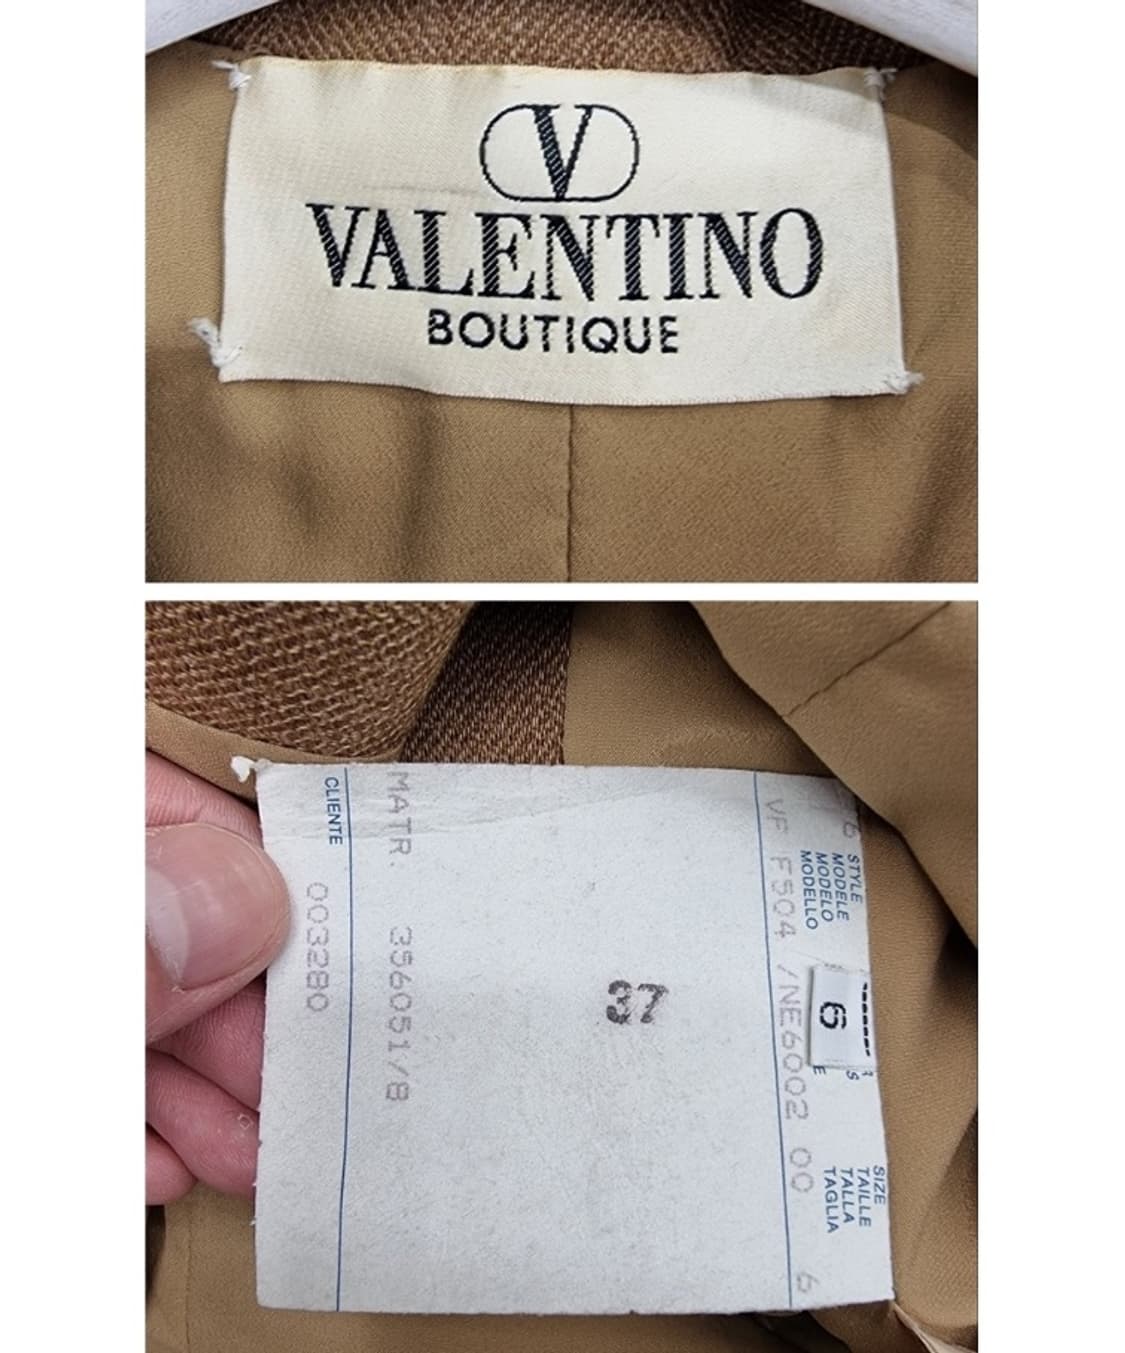 V
VALENTINO
BOUTIQUE
STYLE
MODELE
MODELO
MODELLO
SIZE
TAILLE
TALLA
TAGLIA
6
VF F504 /NE6002 00 6
37
MATR. 356051/8
CLIENTE 003280